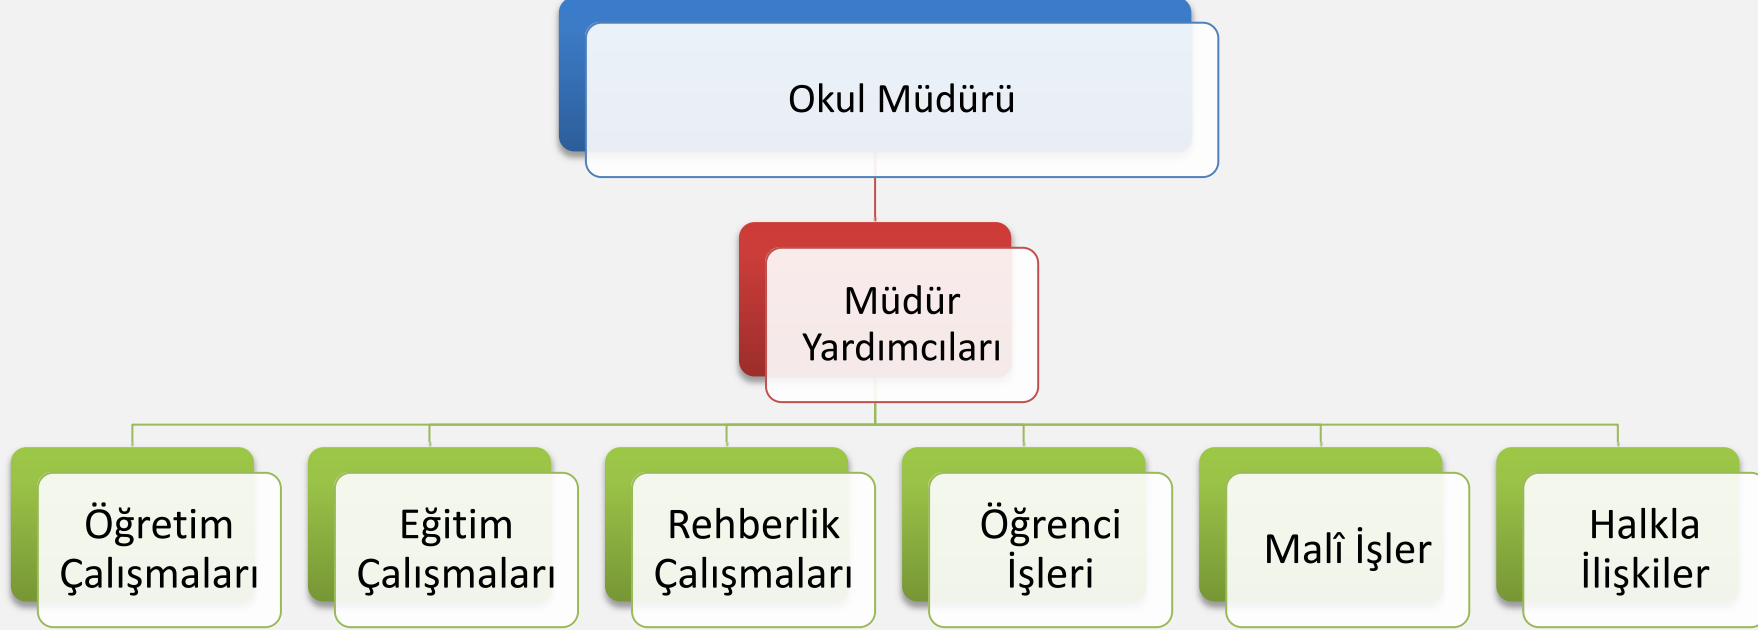 Okul Müdürü
Müdür
Yardımcıları
Öğretim
Çalışmaları
Eğitim
Çalışmaları
Rehberlik
Çalışmaları
Öğrenci
İşleri
Malî İşler
Halkla
İlişkiler